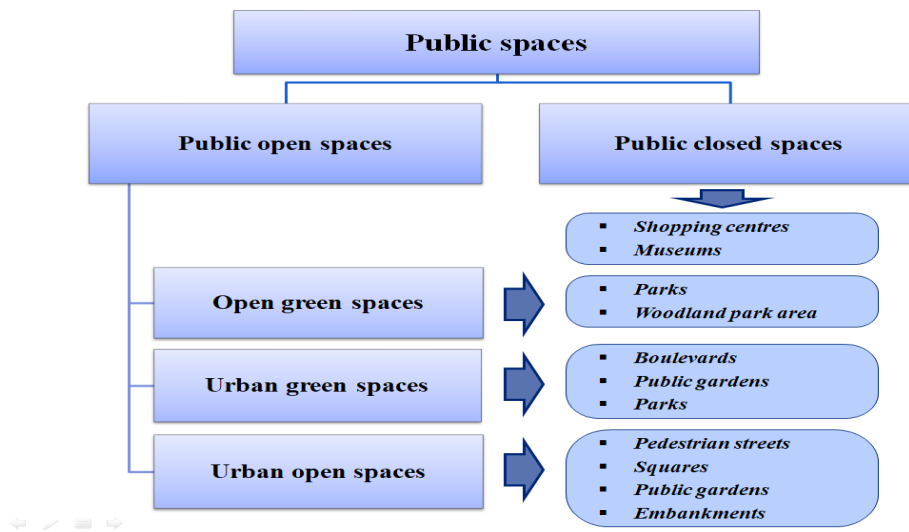 Public spaces
Public open spaces
Public closed spaces
▪ Shopping centres
▪ Museums
Open green spaces
▪ Parks
▪ Woodland park area
Urban green spaces
▪ Boulevards
▪ Public gardens
▪ Parks
Urban open spaces
▪ Pedestrian streets
▪ Squares
▪ Public gardens
▪ Embankments